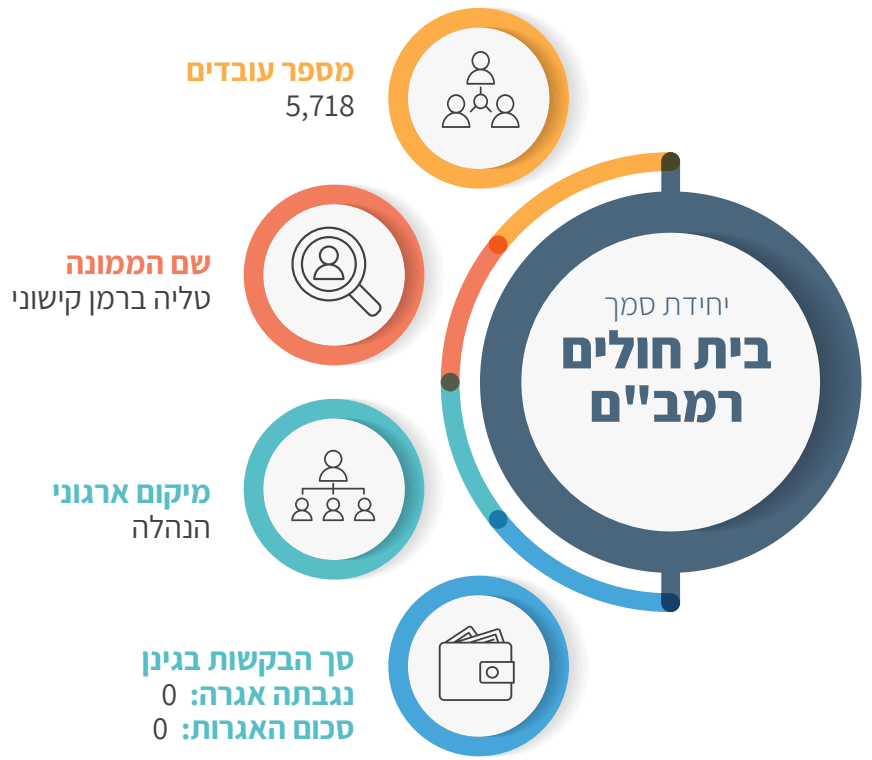 יחידת סמך
בית חולים
רמב"ם
מספר עובדים
5,718
שם הממונה
טליה ברמן קישוני
מיקום ארגוני
הנהלה
סך הבקשות בגינן
נגבתה אגרה: 0
סכום האגרות: 0